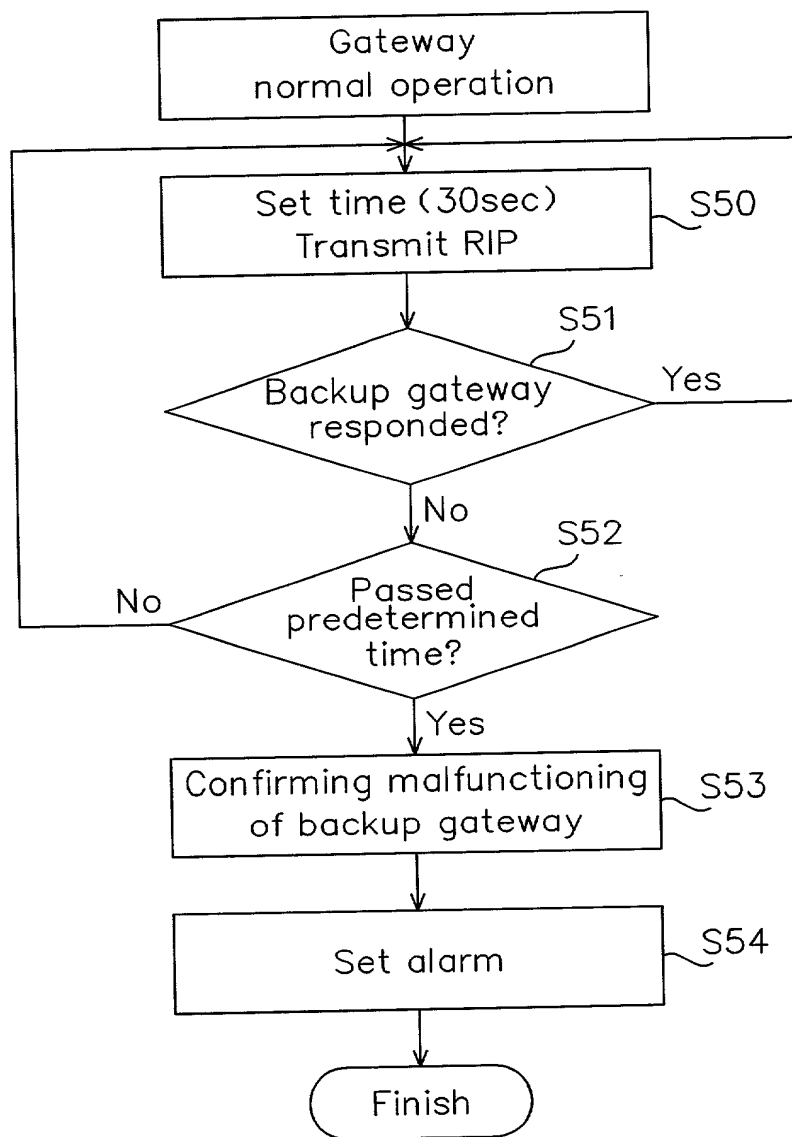 Gateway
normal operation
Set time (30sec)
Transmit RIP
S50
S51
Backup gateway
responded?
Yes
No
S52
Passed
predetermined
time?
No
Yes
Confirming malfunctioning
of backup gateway
S53
Set alarm
S54
Finish